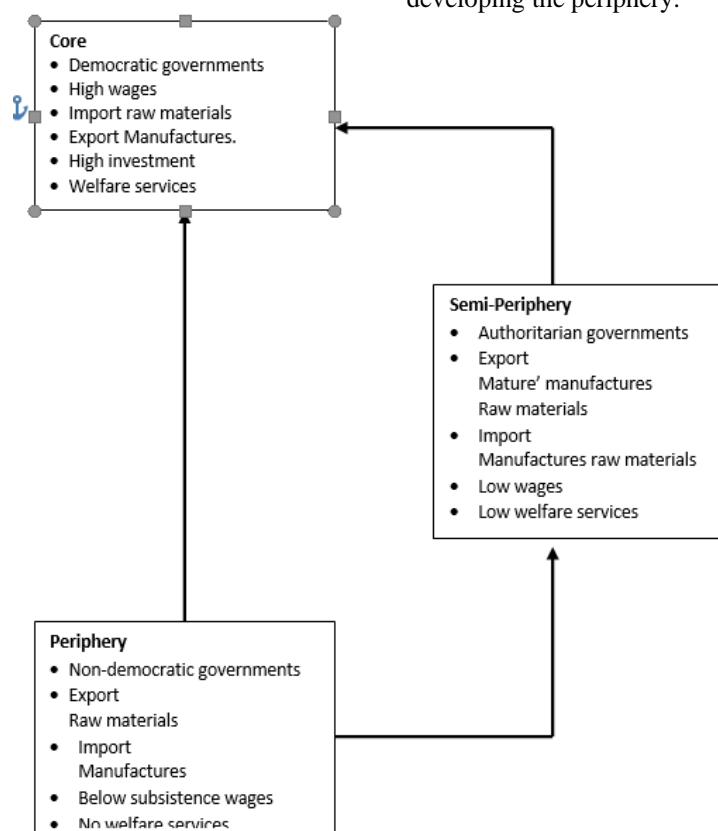 developing the periphery.
Core
• Democratic governments
• High wages
• Import raw materials
• Export Manufactures.
• High investment
• Welfare services
Semi-Periphery
• Authoritarian governments
• Export
Mature’ manufactures
Raw materials
• Import
Manufactures raw materials
• Low wages
• Low welfare services
Periphery
• Non-democratic governments
• Export
Raw materials
• Import
Manufactures
• Below subsistence wages
• No welfare services